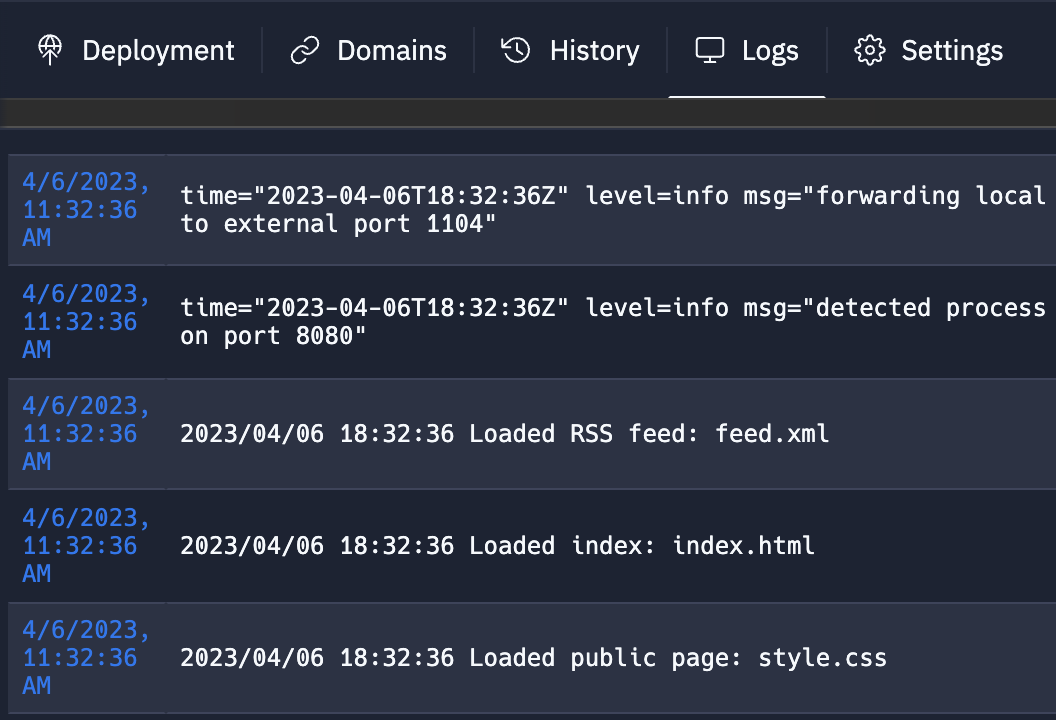 Deployment Domains History Logs Settings
4/6/2023, 11:32:36 AM
time="2023-04-06T18:32:36Z" level=info msg="forwarding local
to external port 1104"
4/6/2023, 11:32:36 AM
time="2023-04-06T18:32:36Z" level=info msg="detected process
on port 8080"
4/6/2023, 11:32:36 AM
2023/04/06 18:32:36 Loaded RSS feed: feed.xml
4/6/2023, 11:32:36 AM
2023/04/06 18:32:36 Loaded index: index.html
4/6/2023, 11:32:36 AM
2023/04/06 18:32:36 Loaded public page: style.css